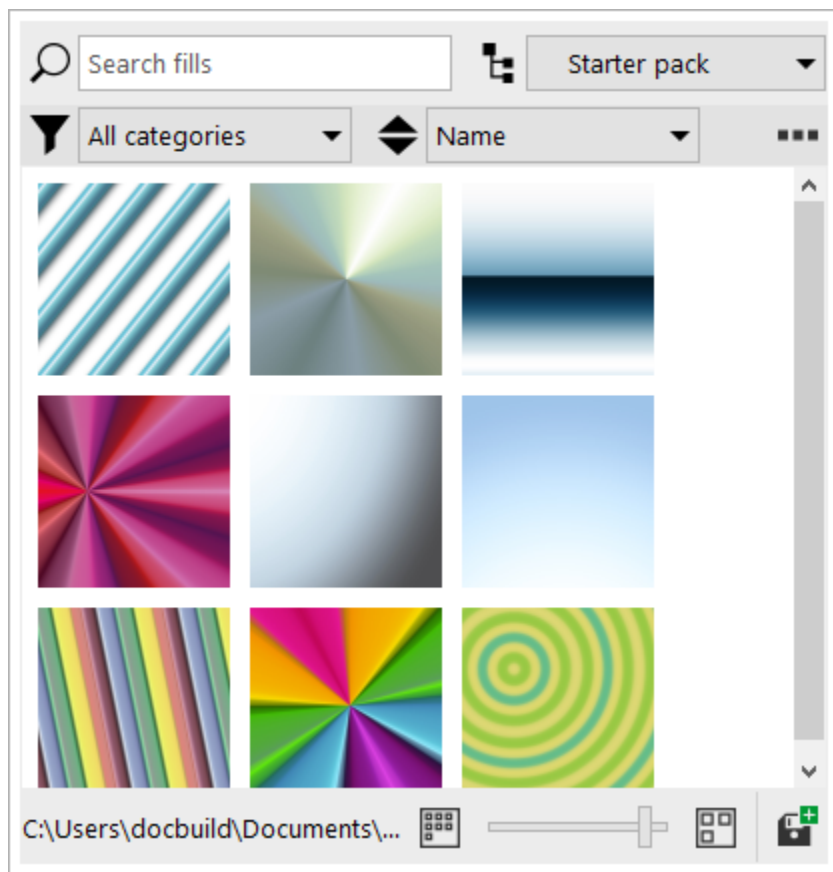 Search fills
Starter pack
All categories
Name
C:\Users\docbuild\Documents\...